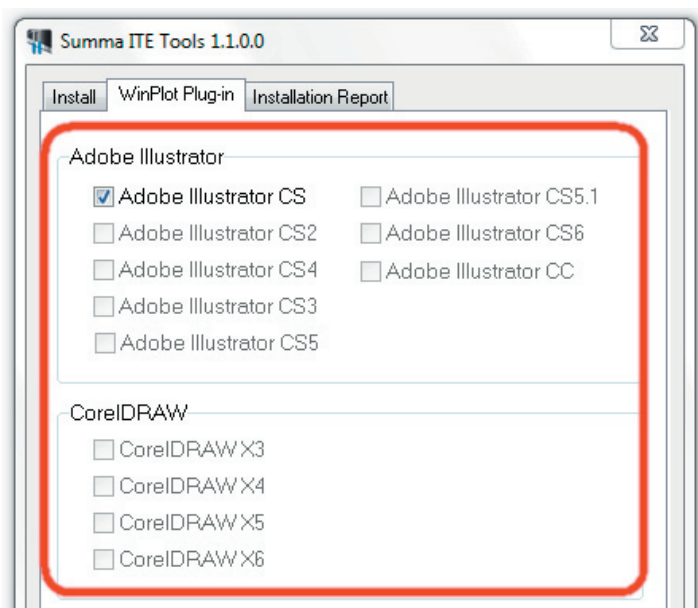 Summa ITE Tools 1.1.0.0
Install WinPlot Plug-in Installation Report
Adobe Illustrator
Adobe Illustrator CS
Adobe Illustrator CS2
Adobe Illustrator CS4
Adobe Illustrator CS3
Adobe Illustrator CS5
Adobe Illustrator CS5.1
Adobe Illustrator CS6
Adobe Illustrator CC
CorelDRAW
CorelDRAW X3
CorelDRAW X4
CorelDRAW X5
CorelDRAW X6